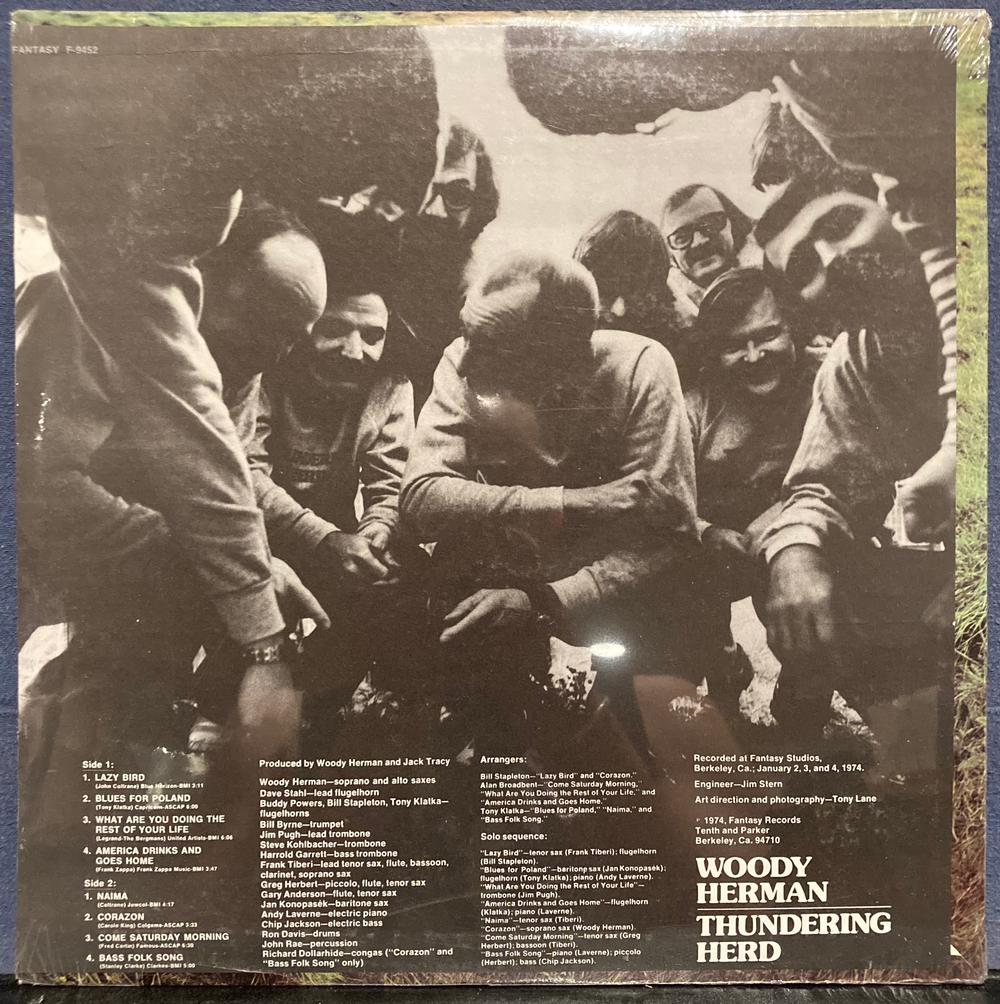 FANTASY F-9452
Side 1:
1. LAZY BIRD
(John Coltrane) Blue Horizon-BMI 3:11
2. BLUES FOR POLAND
(Tony Klatka) Capricorn-ASCAP 6:00
3. WHAT ARE YOU DOING THE
REST OF YOUR LIFE
(Legrand-The Bergmans) United Artists-BMI 6:06
4. AMERICA DRINKS AND
GOES HOME
(Frank Zappa) Frank Zappa Music-BMI 3:47
Side 2:
1. NAIMA
(Coltrane) Jowcol-BMI 4:17
2. CORAZON
(Carole King) Colgems-ASCAP 3:33
3. COME SATURDAY MORNING
(Fred Carlin) Famous-ASCAP 6:30
4. BASS FOLK SONG
(Stanley Clarke) Clarkee-BMI 5:00
Produced by Woody Herman and Jack Tracy
Woody Herman—soprano and alto saxes
Dave Stahl—lead flugelhorn
Buddy Powers, Bill Stapleton, Tony Klatka—
flugelhorns
Bill Byrne—trumpet
Jim Pugh—lead trombone
Steve Kohlbacher—trombone
Harrold Garrett—bass trombone
Frank Tiberi—lead tenor sax, flute, bassoon,
clarinet, soprano sax
Greg Herbert—piccolo, flute, tenor sax
Gary Anderson—flute, tenor sax
Jan Konopasék—baritone sax
Andy Laverne—electric piano
Chip Jackson—electric bass
Ron Davis—drums
John Rae—percussion
Richard Dollarhide—congas ("Corazon" and
"Bass Folk Song" only)
Arrangers:
Bill Stapleton—"Lazy Bird" and "Corazon."
Alan Broadbent—"Come Saturday Morning,"
"What Are You Doing the Rest of Your Life," and
"America Drinks and Goes Home."
Tony Klatka—"Blues for Poland," "Naima," and
"Bass Folk Song."
Solo sequence:
"Lazy Bird"—tenor sax (Frank Tiberi); flugelhorn
(Bill Stapleton).
"Blues for Poland"—baritone sax (Jan Konopasék);
flugelhorn (Tony Klatka); piano (Andy Laverne).
"What Are You Doing the Rest of Your Life"—
trombone (Jim Pugh).
"America Drinks and Goes Home"—flugelhorn
(Klatka); piano (Laverne).
"Naima"—tenor sax (Tiberi).
"Corazon"—soprano sax (Woody Herman).
"Come Saturday Morning"—tenor sax (Greg
Herbert); bassoon (Tiberi).
"Bass Folk Song"—piano (Laverne); piccolo
(Herbert); bass (Chip Jackson).
Recorded at Fantasy Studios,
Berkeley, Ca.; January 2, 3, and 4, 1974.
Engineer—Jim Stern
Art direction and photography—Tony Lane
℗ 1974, Fantasy Records
Tenth and Parker
Berkeley, Ca. 94710
WOODY
HERMAN
THUNDERING
HERD